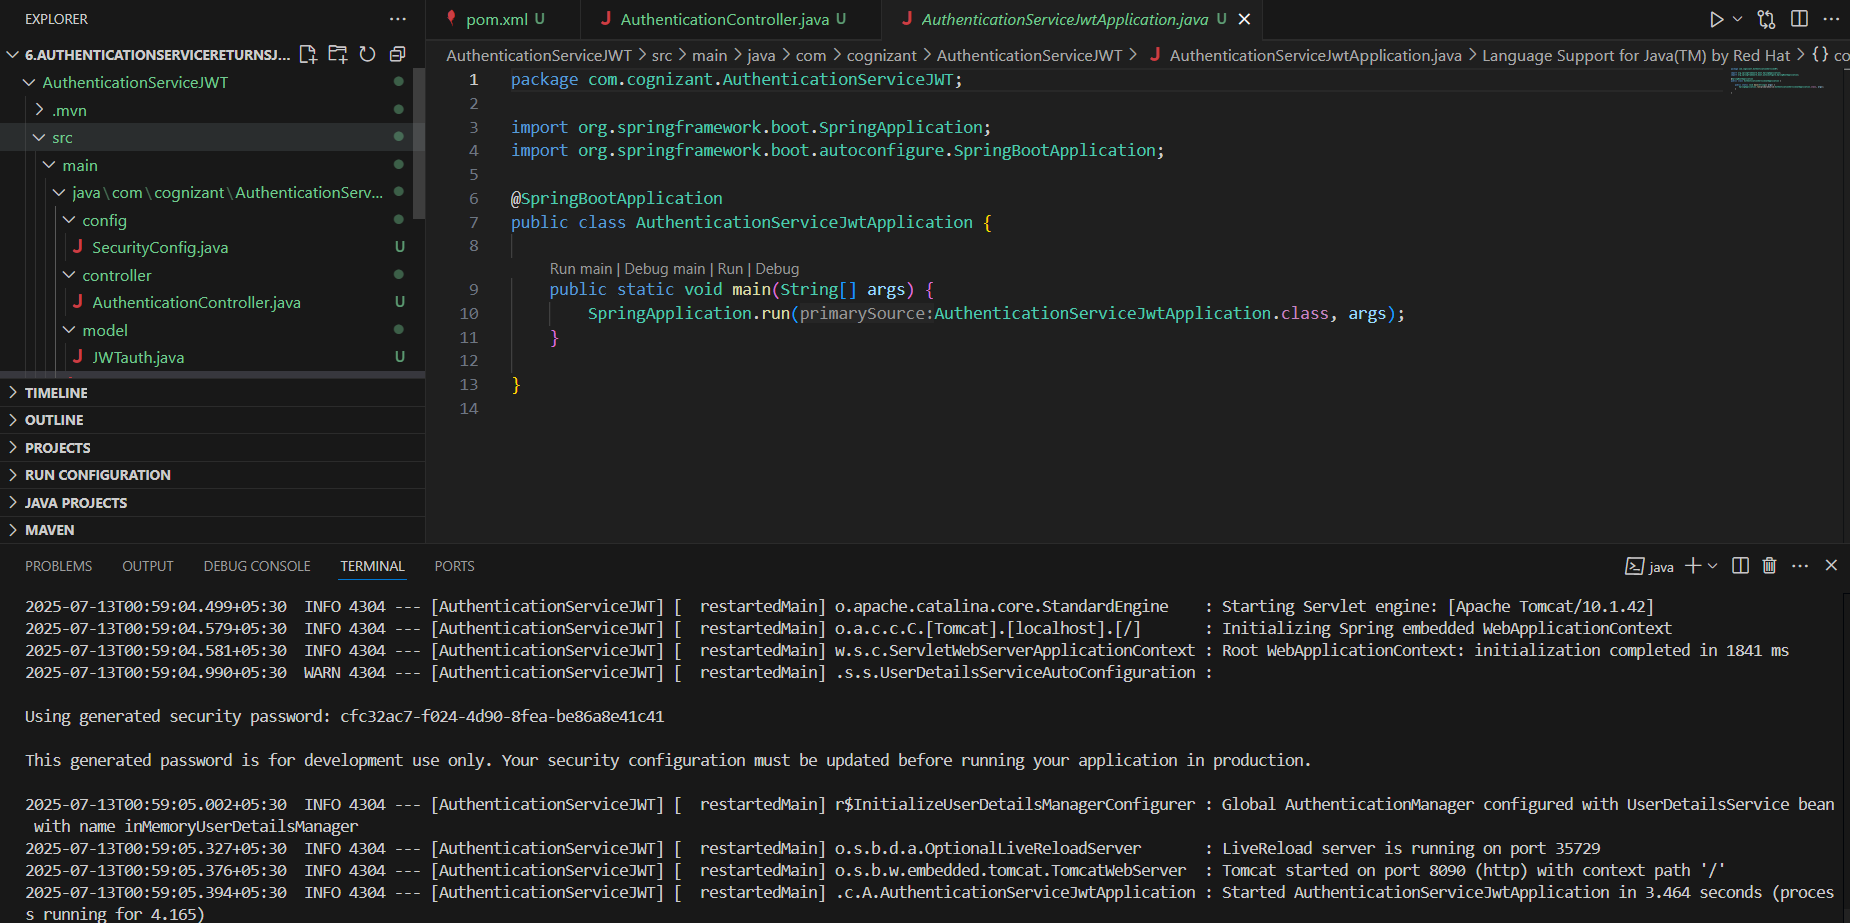 EXPLORER
6.AUTHENTICATIONSERVICERETURNSJ...
AuthenticationServiceJWT
.mvn
src
main
java\com\cognizant\AuthenticationServ...
config
SecurityConfig.java U
controller
AuthenticationController.java U
model
JWTauth.java U
TIMELINE
OUTLINE
PROJECTS
RUN CONFIGURATION
JAVA PROJECTS
MAVEN
pom.xml U
AuthenticationController.java U
AuthenticationServiceJwtApplication.java U
AuthenticationServiceJWT > src > main > java > com > cognizant > AuthenticationServiceJWT > AuthenticationServiceJwtApplication.java > Language Support for Java(TM) by Red Hat > {} co
1 package com.cognizant.AuthenticationServiceJWT;
2
3 import org.springframework.boot.SpringApplication;
4 import org.springframework.boot.autoconfigure.SpringBootApplication;
5
6 @SpringBootApplication
7 public class AuthenticationServiceJwtApplication {
8
Run main | Debug main | Run | Debug
9 public static void main(String[] args) {
10 SpringApplication.run(primarySource:AuthenticationServiceJwtApplication.class, args);
11 }
12
13 }
14
PROBLEMS OUTPUT DEBUG CONSOLE TERMINAL PORTS
java
2025-07-13T00:59:04.499+05:30  INFO 4304 --- [AuthenticationServiceJWT] [  restartedMain] o.apache.catalina.core.StandardEngine    : Starting Servlet engine: [Apache Tomcat/10.1.42]
2025-07-13T00:59:04.579+05:30  INFO 4304 --- [AuthenticationServiceJWT] [  restartedMain] o.a.c.c.C.[Tomcat].[localhost].[/]       : Initializing Spring embedded WebApplicationContext
2025-07-13T00:59:04.581+05:30  INFO 4304 --- [AuthenticationServiceJWT] [  restartedMain] w.s.c.ServletWebServerApplicationContext : Root WebApplicationContext: initialization completed in 1841 ms
2025-07-13T00:59:04.990+05:30  WARN 4304 --- [AuthenticationServiceJWT] [  restartedMain] .s.s.UserDetailsServiceAutoConfiguration :
Using generated security password: cfc32ac7-f024-4d90-8fea-be86a8e41c41
This generated password is for development use only. Your security configuration must be updated before running your application in production.
2025-07-13T00:59:05.002+05:30  INFO 4304 --- [AuthenticationServiceJWT] [  restartedMain] r$InitializeUserDetailsManagerConfigurer : Global AuthenticationManager configured with UserDetailsService bean
with name inMemoryUserDetailsManager
2025-07-13T00:59:05.327+05:30  INFO 4304 --- [AuthenticationServiceJWT] [  restartedMain] o.s.b.d.a.OptionalLiveReloadServer       : LiveReload server is running on port 35729
2025-07-13T00:59:05.376+05:30  INFO 4304 --- [AuthenticationServiceJWT] [  restartedMain] o.s.b.w.embedded.tomcat.TomcatWebServer  : Tomcat started on port 8090 (http) with context path '/'
2025-07-13T00:59:05.394+05:30  INFO 4304 --- [AuthenticationServiceJWT] [  restartedMain] .c.A.AuthenticationServiceJwtApplication : Started AuthenticationServiceJwtApplication in 3.464 seconds (proces
s running for 4.165)